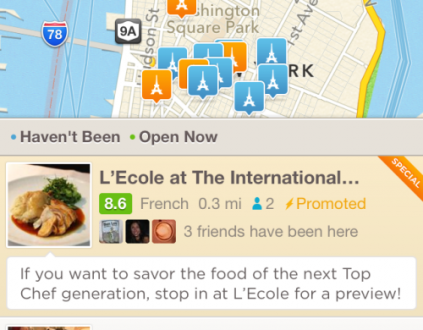 shington
Square Park
dson St
1st Ave
78
9A
RK
• Haven't Been • Open Now
L'Ecole at The International...
SPECIAL
8.6 French 0.3 mi 2 Promoted
3 friends have been here
If you want to savor the food of the next Top
Chef generation, stop in at L'Ecole for a preview!